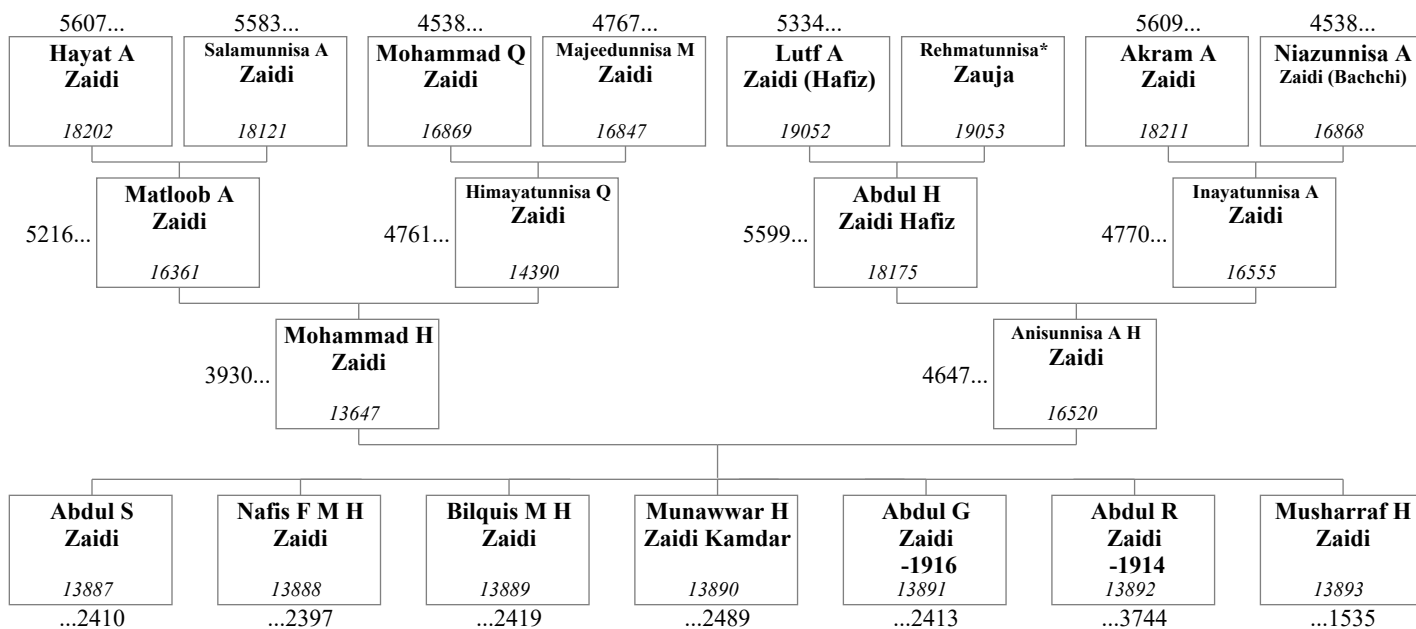 5607... 5583... 4538... 4767... 5334... 5609... 4538...
Hayat A Salamunnisa A Mohammad Q Majeedunnisa M Lutf A Rehmatunnisa* Akram A Niazunnisa A
Zaidi Zaidi Zaidi Zaidi Zaidi (Hafiz) Zauja Zaidi Zaidi (Bachchi)
18202 18121 16869 16847 19052 19053 18211 16868
Matloob A Himayatunnisa Q Abdul H Inayatunnisa A
Zaidi Zaidi Zaidi Hafiz Zaidi
5216... 4761... 5599... 4770...
16361 14390 18175 16555
Mohammad H Anisunnisa A H
Zaidi Zaidi
3930... 4647...
13647 16520
Abdul S Nafis F M H Bilquis M H Munawwar H Abdul G Abdul R Musharraf H
Zaidi Zaidi Zaidi Zaidi Kamdar Zaidi Zaidi Zaidi
-1916 -1914
13887 13888 13889 13890 13891 13892 13893
...2410 ...2397 ...2419 ...2489 ...2413 ...3744 ...1535